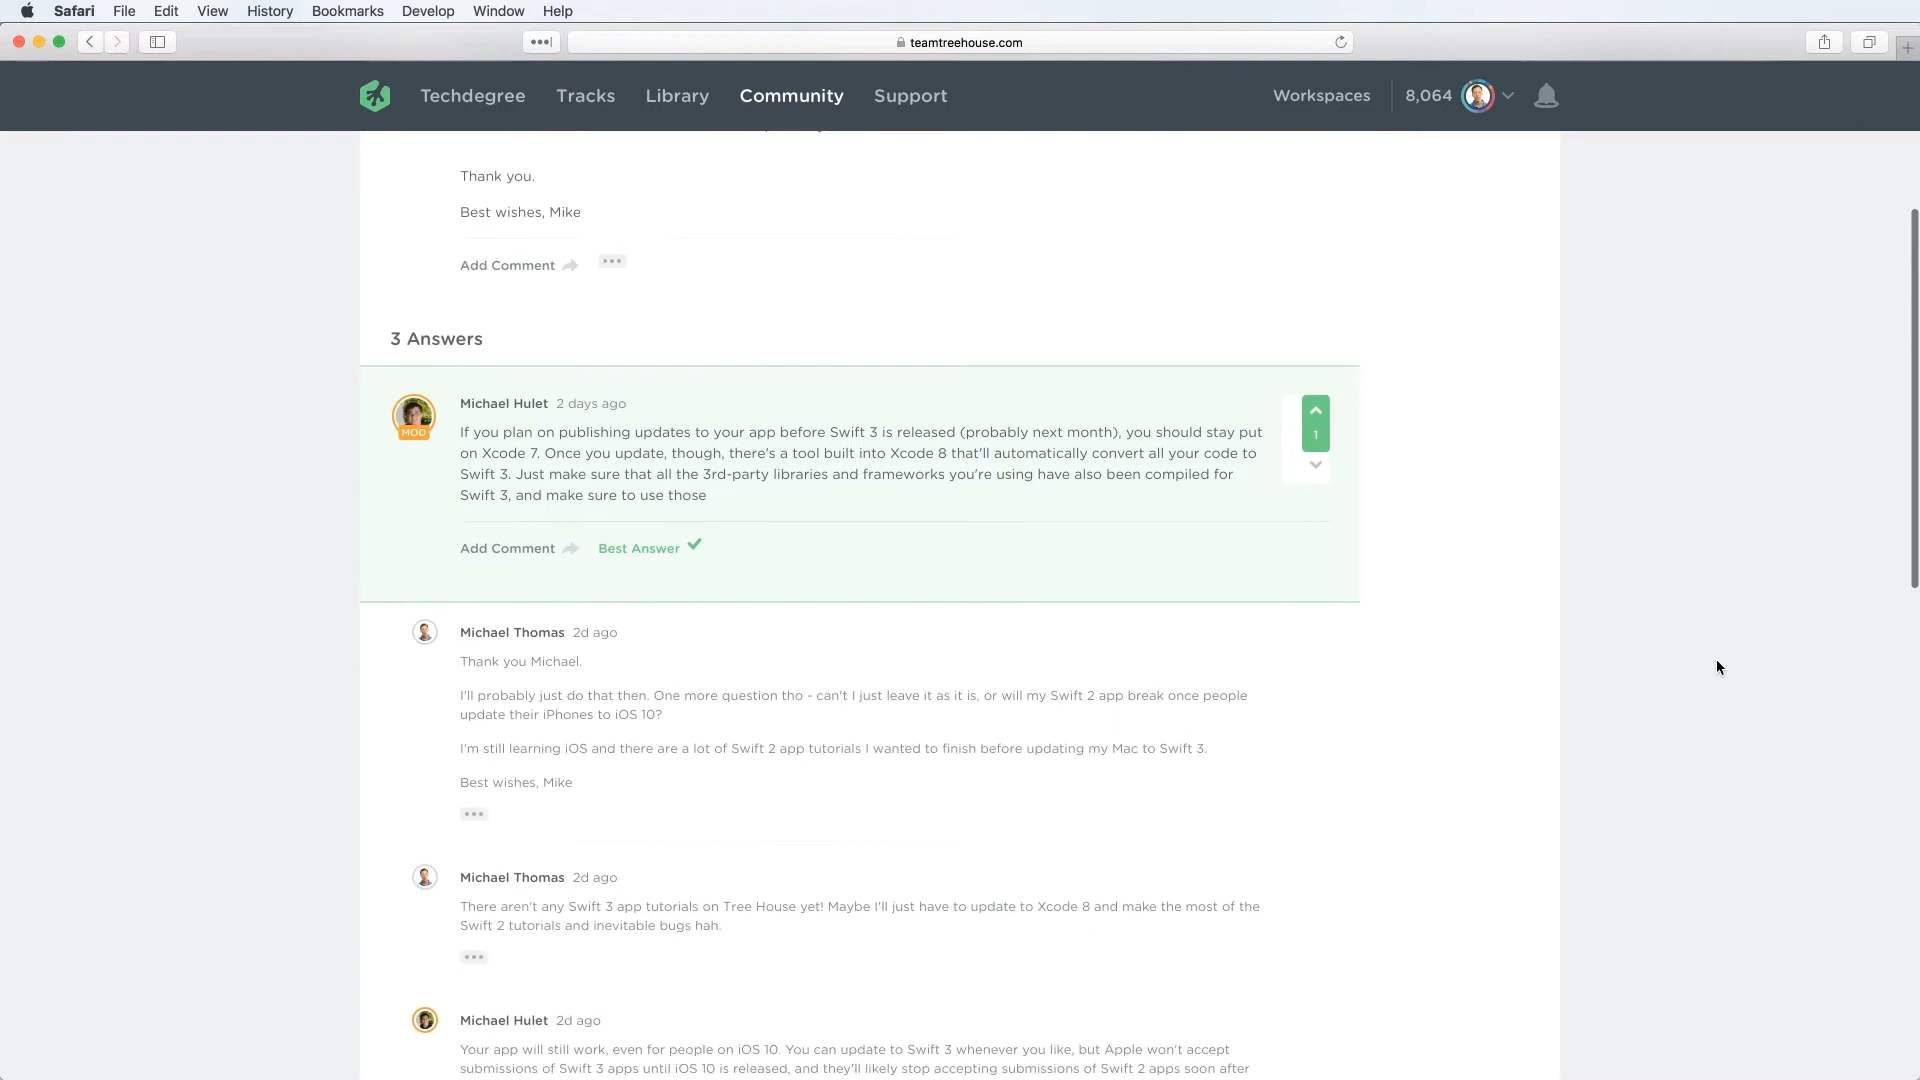 Safari File Edit View History Bookmarks Develop Window Help
teamtreehouse.com
Techdegree Tracks Library Community Support Workspaces 8,064
Thank you.
Best wishes, Mike
Add Comment
3 Answers
Michael Hulet 2 days ago
MOD
If you plan on publishing updates to your app before Swift 3 is released (probably next month), you should stay put
on Xcode 7. Once you update, though, there's a tool built into Xcode 8 that'll automatically convert all your code to
Swift 3. Just make sure that all the 3rd-party libraries and frameworks you're using have also been compiled for
Swift 3, and make sure to use those
1
Add Comment Best Answer
Michael Thomas 2d ago
Thank you Michael.
I'll probably just do that then. One more question tho - can't I just leave it as it is, or will my Swift 2 app break once people
update their iPhones to iOS 10?
I'm still learning iOS and there are a lot of Swift 2 app tutorials I wanted to finish before updating my Mac to Swift 3.
Best wishes, Mike
Michael Thomas 2d ago
There aren't any Swift 3 app tutorials on Tree House yet! Maybe I'll just have to update to Xcode 8 and make the most of the
Swift 2 tutorials and inevitable bugs hah.
Michael Hulet 2d ago
Your app will still work, even for people on iOS 10. You can update to Swift 3 whenever you like, but Apple won't accept
submissions of Swift 3 apps until iOS 10 is released, and they'll likely stop accepting submissions of Swift 2 apps soon after